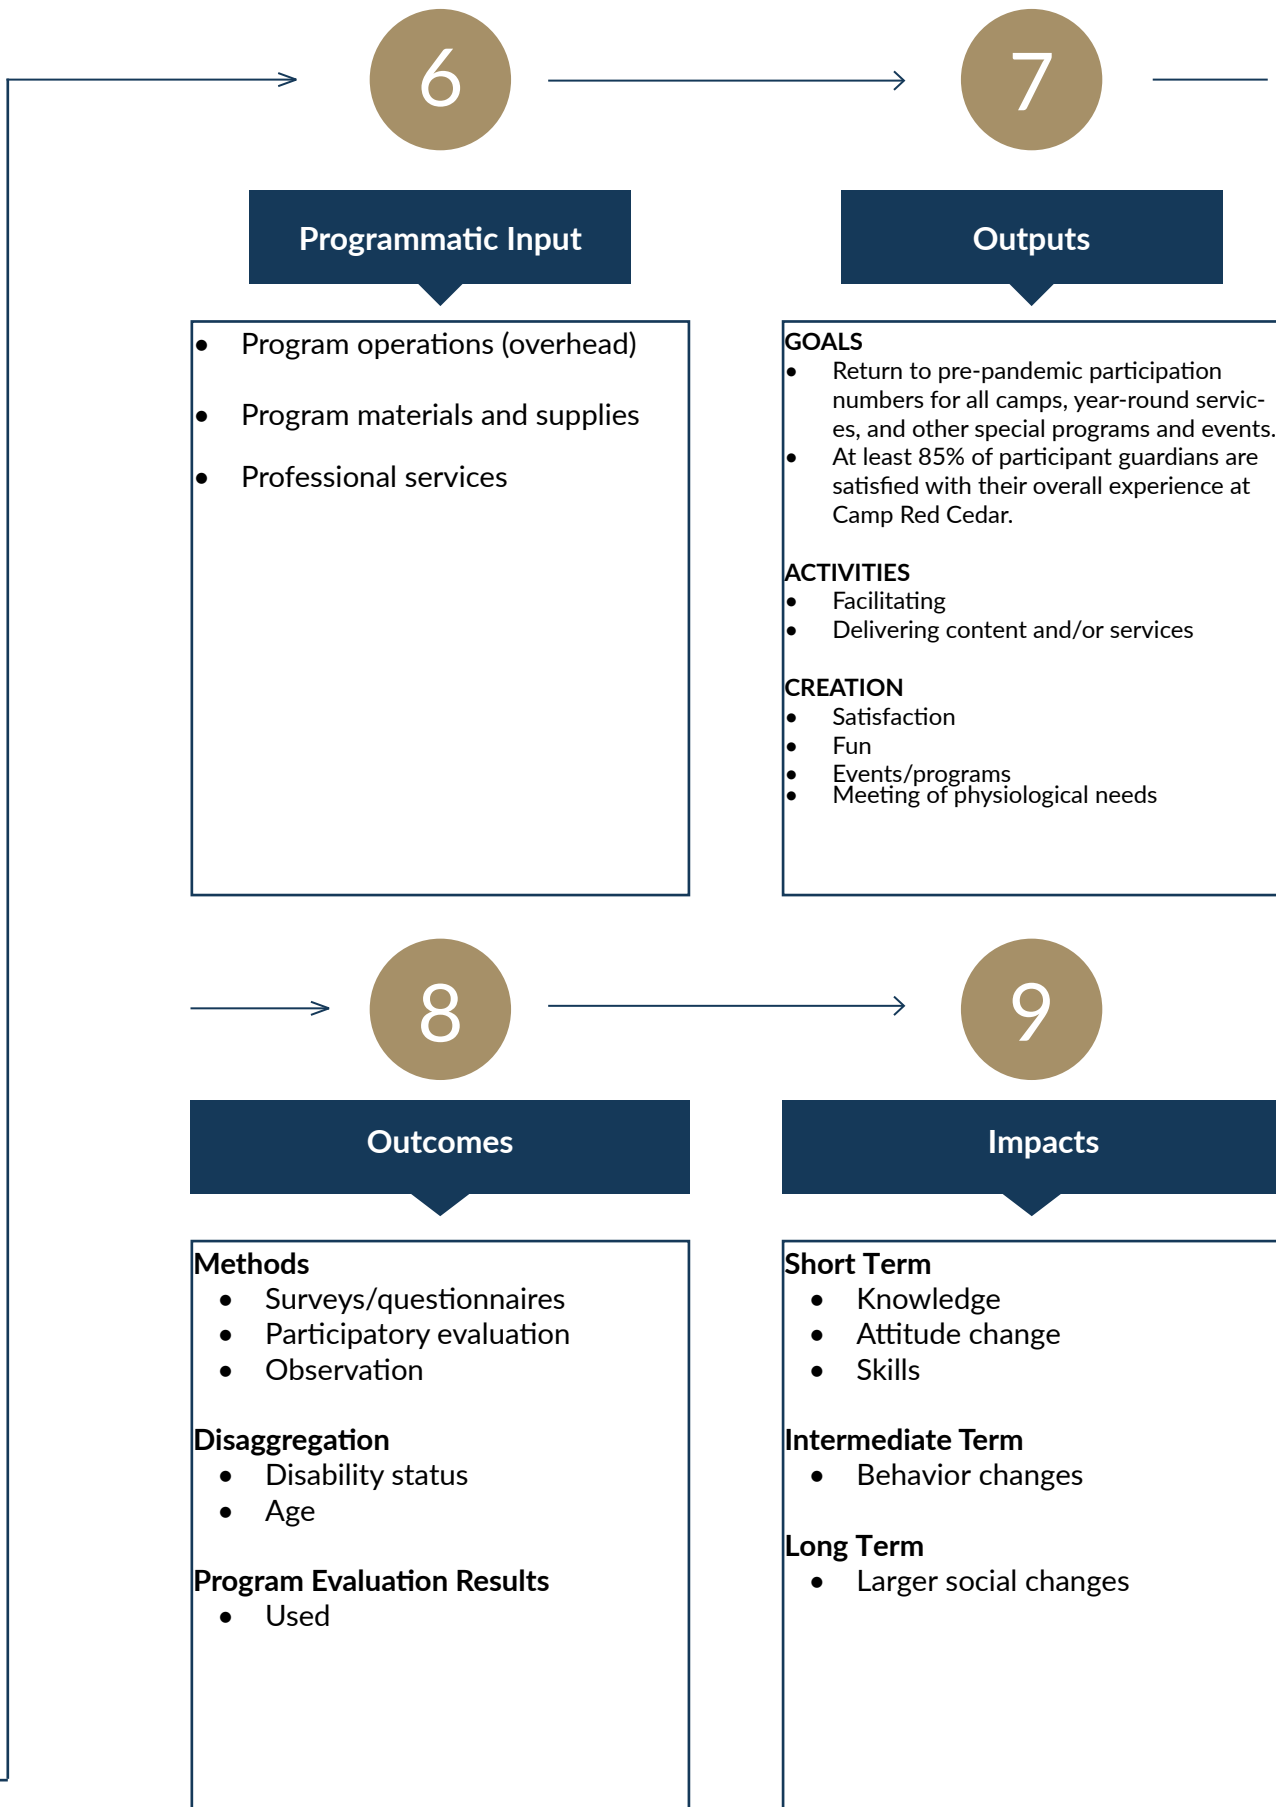 6
7
Programmatic Input
Outputs
• Program operations (overhead)
• Program materials and supplies
• Professional services
GOALS
• Return to pre-pandemic participation
numbers for all camps, year-round servic-
es, and other special programs and events.
• At least 85% of participant guardians are
satisfied with their overall experience at
Camp Red Cedar.
ACTIVITIES
• Facilitating
• Delivering content and/or services
CREATION
• Satisfaction
• Fun
• Events/programs
• Meeting of physiological needs
8
9
Outcomes
Impacts
Methods
• Surveys/questionnaires
• Participatory evaluation
• Observation
Disaggregation
• Disability status
• Age
Program Evaluation Results
• Used
Short Term
• Knowledge
• Attitude change
• Skills
Intermediate Term
• Behavior changes
Long Term
• Larger social changes